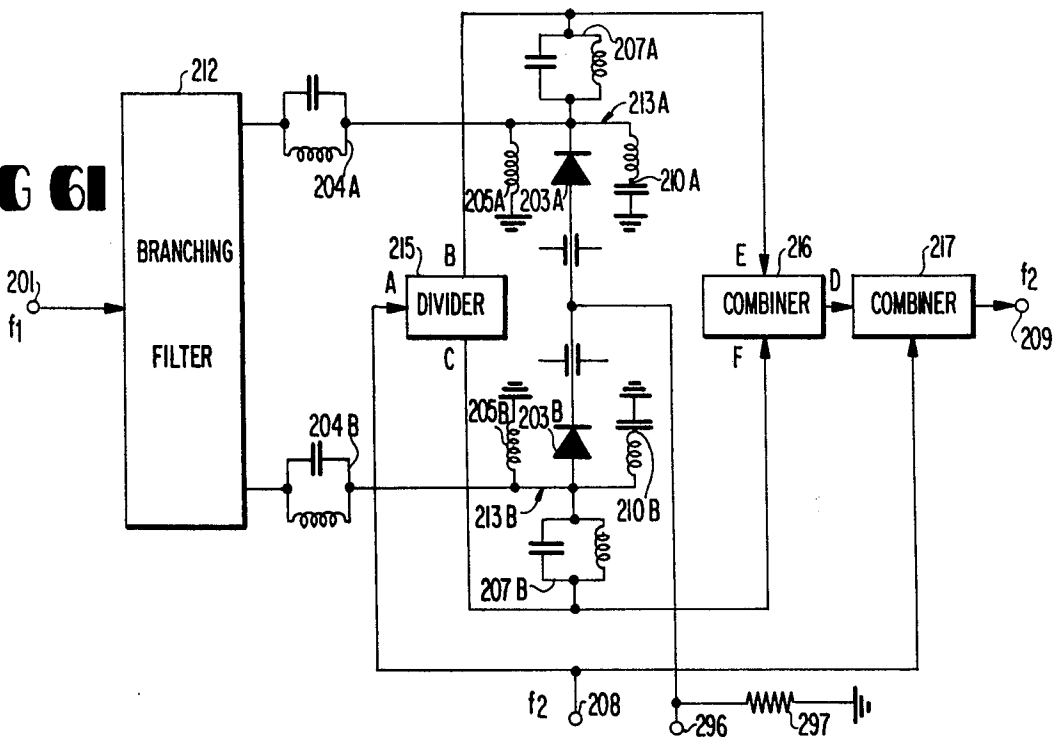 G 61
212
BRANCHING
FILTER
201
f1
204A
204B
207A
213A
205A
203A
210A
B
A
215
DIVIDER
C
E
216
COMBINER
D
217
COMBINER
f2
209
F
205B
203B
210B
213B
207B
f2
208
296
297